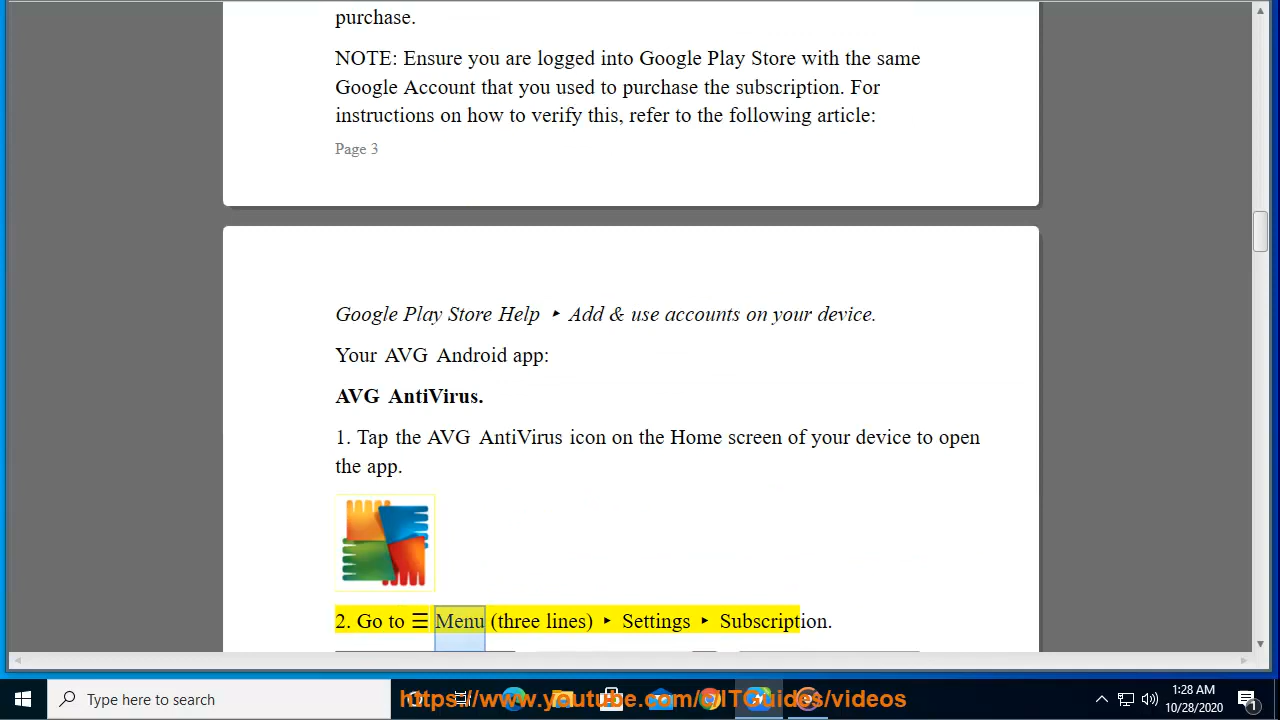 purchase.
NOTE: Ensure you are logged into Google Play Store with the same
Google Account that you used to purchase the subscription. For
instructions on how to verify this, refer to the following article:
Page 3
Google Play Store Help ‣ Add & use accounts on your device.
Your AVG Android app:
AVG AntiVirus.
1. Tap the AVG AntiVirus icon on the Home screen of your device to open
the app.
2. Go to ☰ Menu (three lines) ‣ Settings ‣ Subscription.
Type here to search
https://www.youtube.com/c/ITGuides/videos
1:28 AM
10/28/2020
1